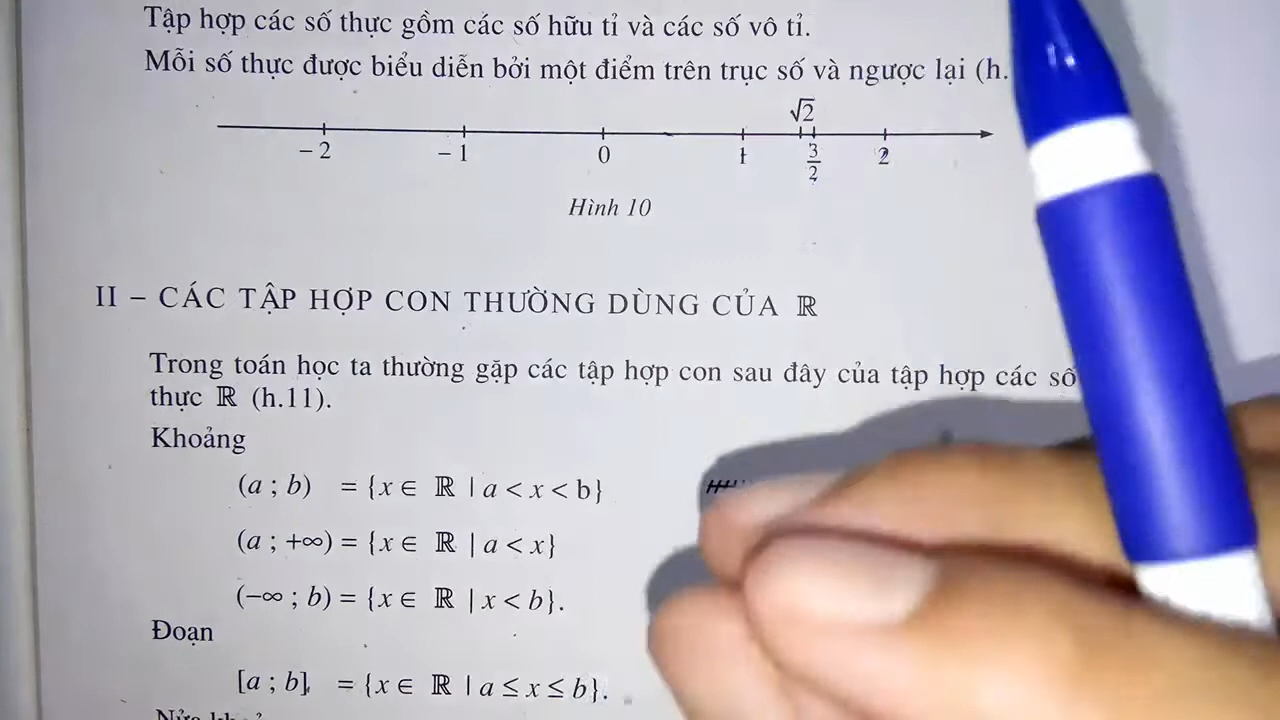 Tập hợp các số thực gồm các số hữu tỉ và các số vô tỉ.
Mỗi số thực được biểu diễn bởi một điểm trên trục số và ngược lại (h.
√2
– 2 – 1 0 1 3/2 2
Hình 10
II – CÁC TẬP HỢP CON THƯỜNG DÙNG CỦA ℝ
Trong toán học ta thường gặp các tập hợp con sau đây của tập hợp các số
thực ℝ (h.11).
Khoảng
(a ; b) = {x ∈ ℝ | a < x < b}
(a ; +∞) = {x ∈ ℝ | a < x}
(–∞ ; b) = {x ∈ ℝ | x < b}.
Đoạn
[a ; b] = {x ∈ ℝ | a ≤ x ≤ b}.